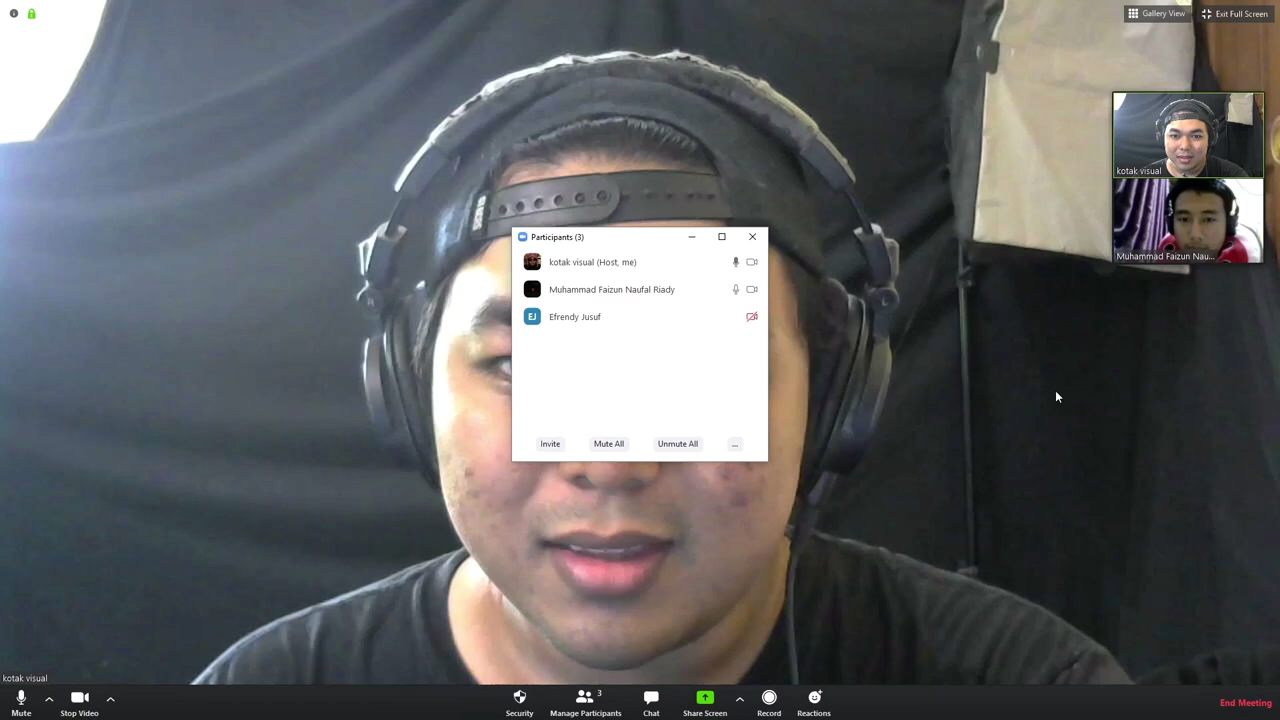 Gallery View
Exit Full Screen
kotak visual
Muhammad Faizun Nau...
Participants (3)
kotak visual (Host, me)
Muhammad Faizun Naufal Riady
EJ
Efrendy Jusuf
Invite
Mute All
Unmute All
...
kotak visual
Mute
Stop Video
Security
3
Manage Participants
Chat
Share Screen
Record
Reactions
End Meeting